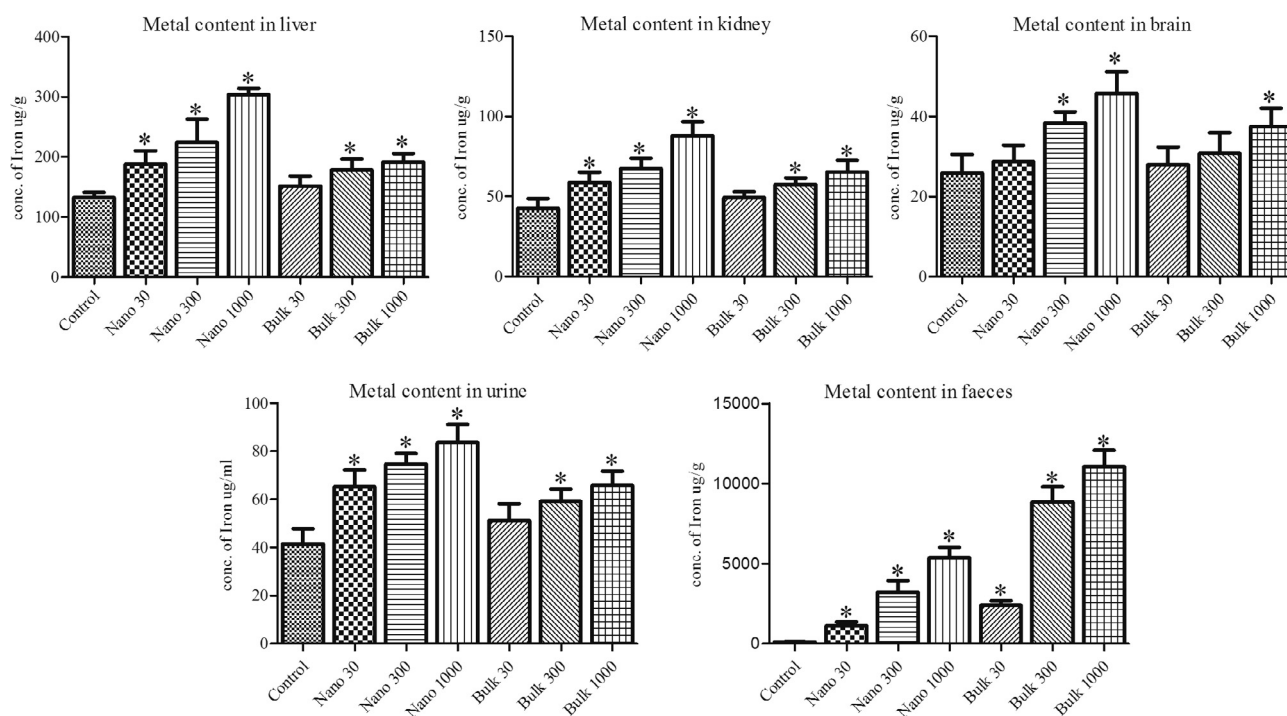 Metal content in liver
conc. of Iron ug/g
400
300
200
100
0
* * * * *
Control Nano 30 Nano 300 Nano 1000 Bulk 30 Bulk 300 Bulk 1000
Metal content in kidney
conc. of Iron ug/g
150
100
50
0
* * * * *
Control Nano 30 Nano 300 Nano 1000 Bulk 30 Bulk 300 Bulk 1000
Metal content in brain
conc. of Iron ug/g
60
40
20
0
* * *
Control Nano 30 Nano 300 Nano 1000 Bulk 30 Bulk 300 Bulk 1000
Metal content in urine
conc. of Iron ug/ml
100
80
60
40
20
0
* * * * *
Control Nano 30 Nano 300 Nano 1000 Bulk 30 Bulk 300 Bulk 1000
Metal content in faeces
conc. of Iron ug/g
15000
10000
5000
0
* * * * * *
Control Nano 30 Nano 300 Nano 1000 Bulk 30 Bulk 300 Bulk 1000